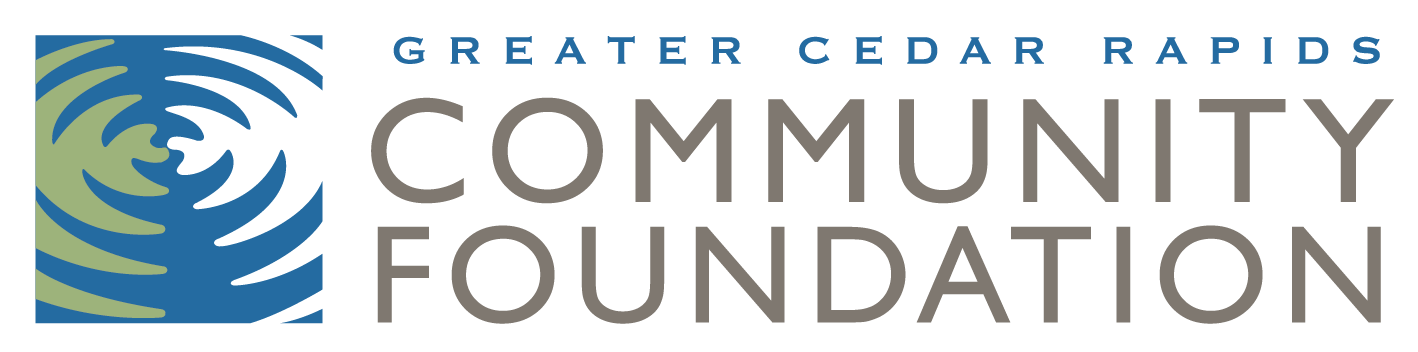 GREATER CEDAR RAPIDS
COMMUNITY
FOUNDATION